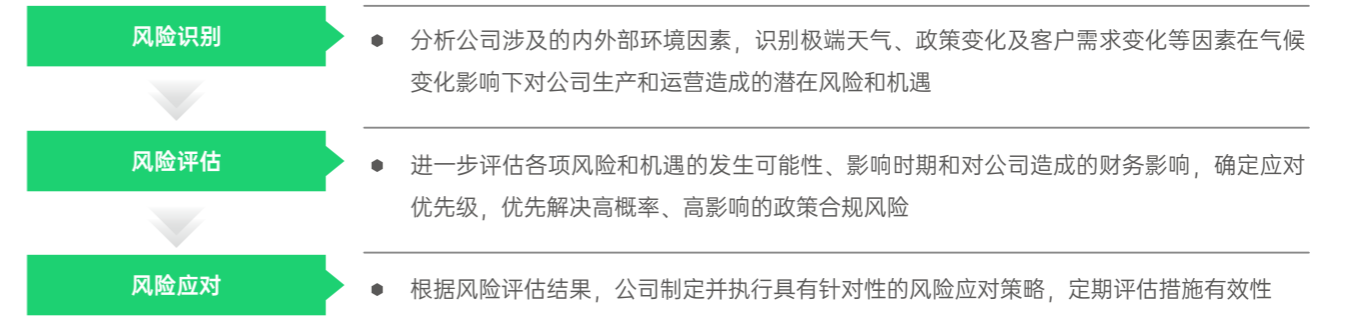 风险识别
分析公司涉及的内外部环境因素，识别极端天气、政策变化及客户需求变化等因素在气候
变化影响下对公司生产和运营造成的潜在风险和机遇
风险评估
进一步评估各项风险和机遇的发生可能性、影响时期和对公司造成的财务影响，确定应对
优先级，优先解决高概率、高影响的政策合规风险
风险应对
根据风险评估结果，公司制定并执行具有针对性的风险应对策略，定期评估措施有效性